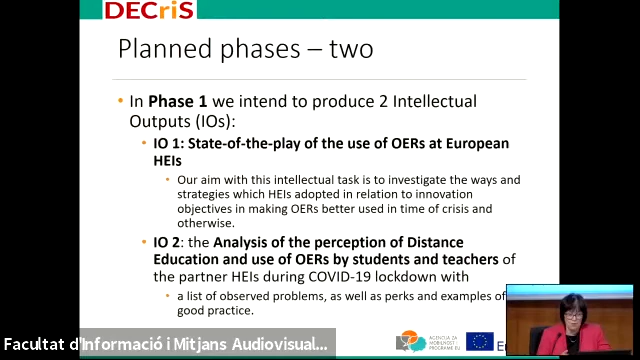 DECriS
Planned phases – two
• In Phase 1 we intend to produce 2 Intellectual
Outputs (IOs):
• IO 1: State-of-the-play of the use of OERs at European
HEIs
• Our aim with this intellectual task is to investigate the ways and
strategies which HEIs adopted in relation to innovation
objectives in making OERs better used in time of crisis and
otherwise.
• IO 2: the Analysis of the perception of Distance
Education and use of OERs by students and teachers of
the partner HEIs during COVID-19 lockdown with
• a list of observed problems, as well as perks and examples of
good practice.
AGENCIJA ZA
MOBILNOST I
PROGRAME EU
Facultat d'Informació i Mitjans Audiovisual...